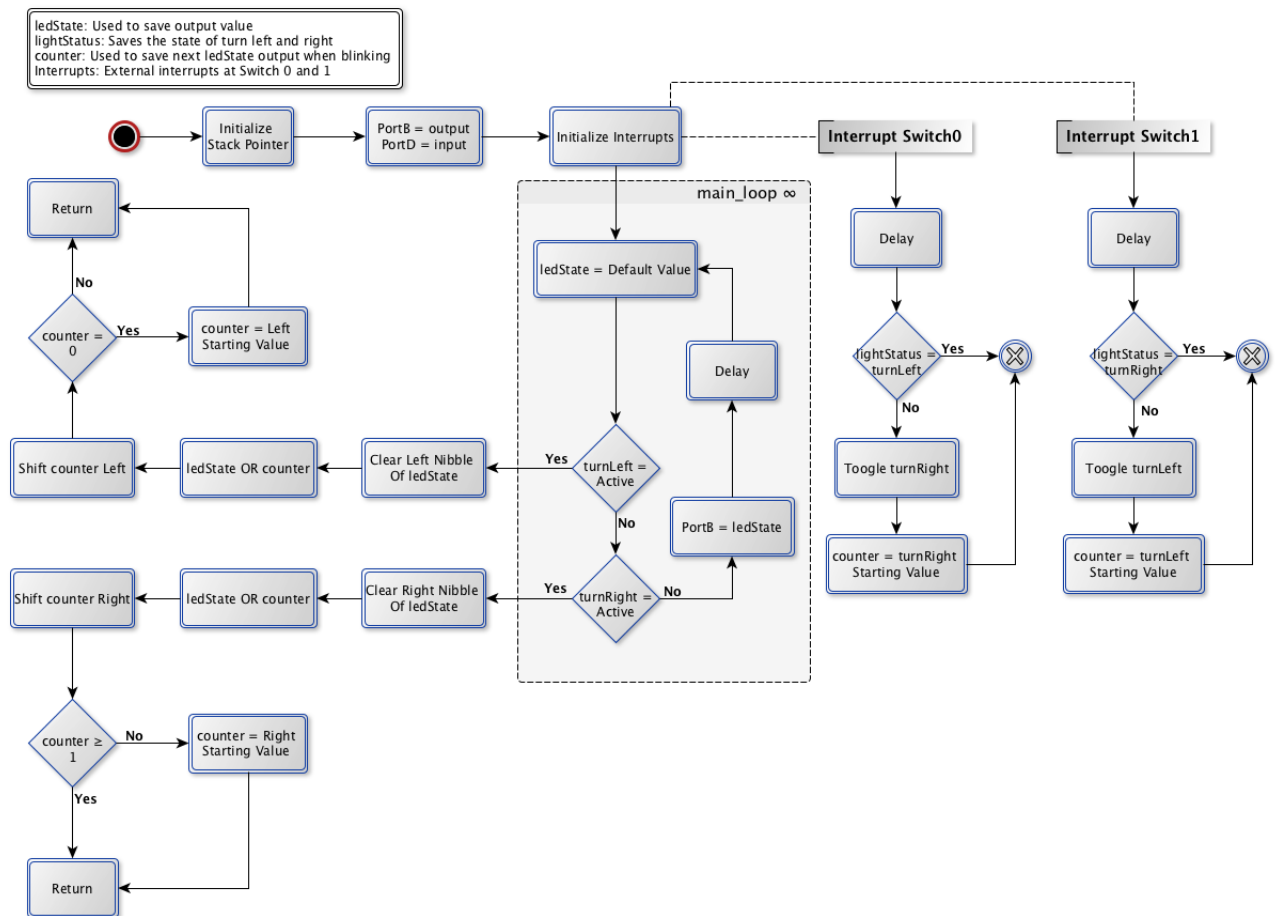 ledState: Used to save output value
lightStatus: Saves the state of turn left and right
counter: Used to save next ledState output when blinking
Interrupts: External interrupts at Switch 0 and 1
Initialize
Stack Pointer
PortB = output
PortD = input
Initialize Interrupts
Interrupt Switch0
Interrupt Switch1
main_loop ∞
Return
Delay
Delay
ledState = Default Value
No
counter =
0
Yes
counter = Left
Starting Value
Delay
lightStatus =
turnLeft
Yes
No
lightStatus =
turnRight
Yes
No
Shift counter Left
ledState OR counter
Clear Left Nibble
Of ledState
Yes
turnLeft =
Active
No
Toogle turnRight
Toogle turnLeft
PortB = ledState
counter = turnRight
Starting Value
counter = turnLeft
Starting Value
Shift counter Right
ledState OR counter
Clear Right Nibble
Of ledState
Yes
turnRight =
Active
No
counter ≥
1
No
counter = Right
Starting Value
Yes
Return